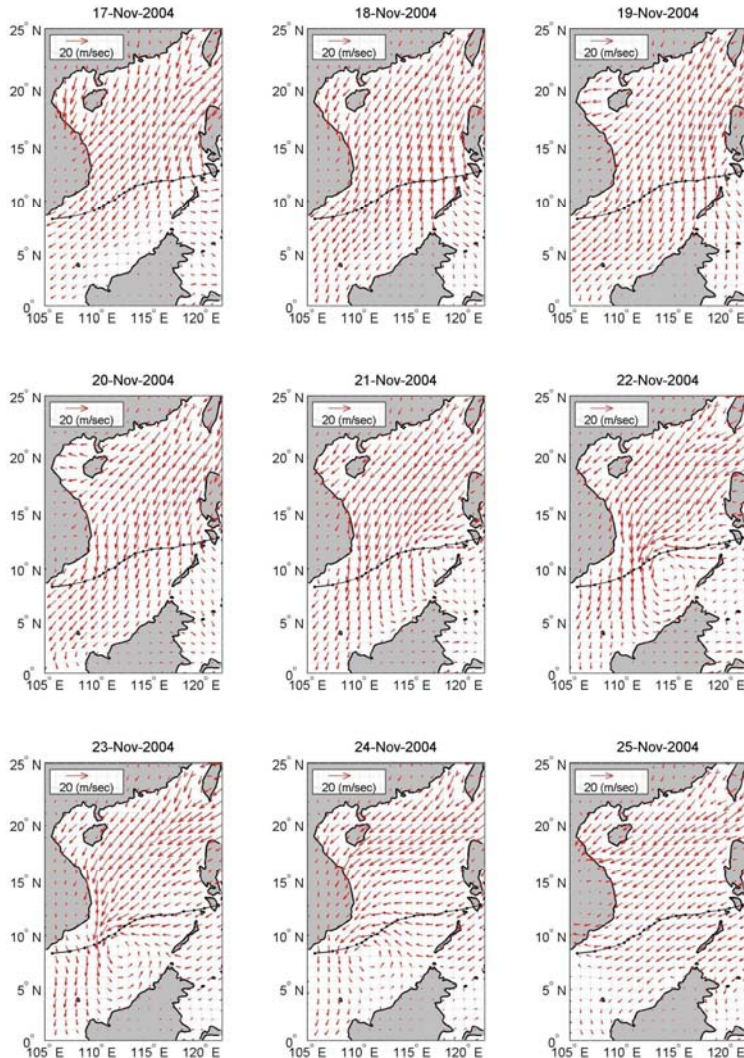 17-Nov-2004 18-Nov-2004 19-Nov-2004
25° N 20 (m/sec) 25° N 20 (m/sec) 25° N 20 (m/sec)
20° N 20° N 20° N
15° N 15° N 15° N
10° N 10° N 10° N
5° N 5° N 5° N
0° 0° 0°
105° E 110° E 115° E 120° E 105° E 110° E 115° E 120° E 105° E 110° E 115° E 120° E
20-Nov-2004 21-Nov-2004 22-Nov-2004
25° N 20 (m/sec) 25° N 20 (m/sec) 25° N 20 (m/sec)
20° N 20° N 20° N
15° N 15° N 15° N
10° N 10° N 10° N
5° N 5° N 5° N
0° 0° 0°
105° E 110° E 115° E 120° E 105° E 110° E 115° E 120° E 105° E 110° E 115° E 120° E
23-Nov-2004 24-Nov-2004 25-Nov-2004
25° N 20 (m/sec) 25° N 20 (m/sec) 25° N 20 (m/sec)
20° N 20° N 20° N
15° N 15° N 15° N
10° N 10° N 10° N
5° N 5° N 5° N
0° 0° 0°
105° E 110° E 115° E 120° E 105° E 110° E 115° E 120° E 105° E 110° E 115° E 120° E